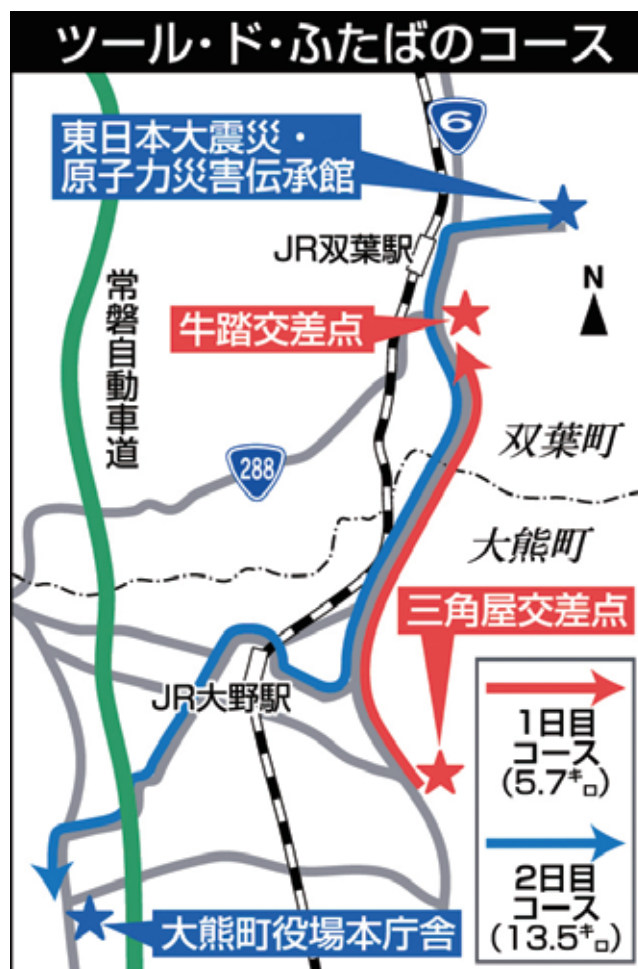 ツール・ド・ふたばのコース
6
東日本大震災・
原子力災害伝承館
JR双葉駅
N
牛踏交差点
常磐自動車道
双葉町
288
大熊町
三角屋交差点
JR大野駅
1日目
コース
(5.7㌔)
2日目
コース
(13.5㌔)
大熊町役場本庁舎